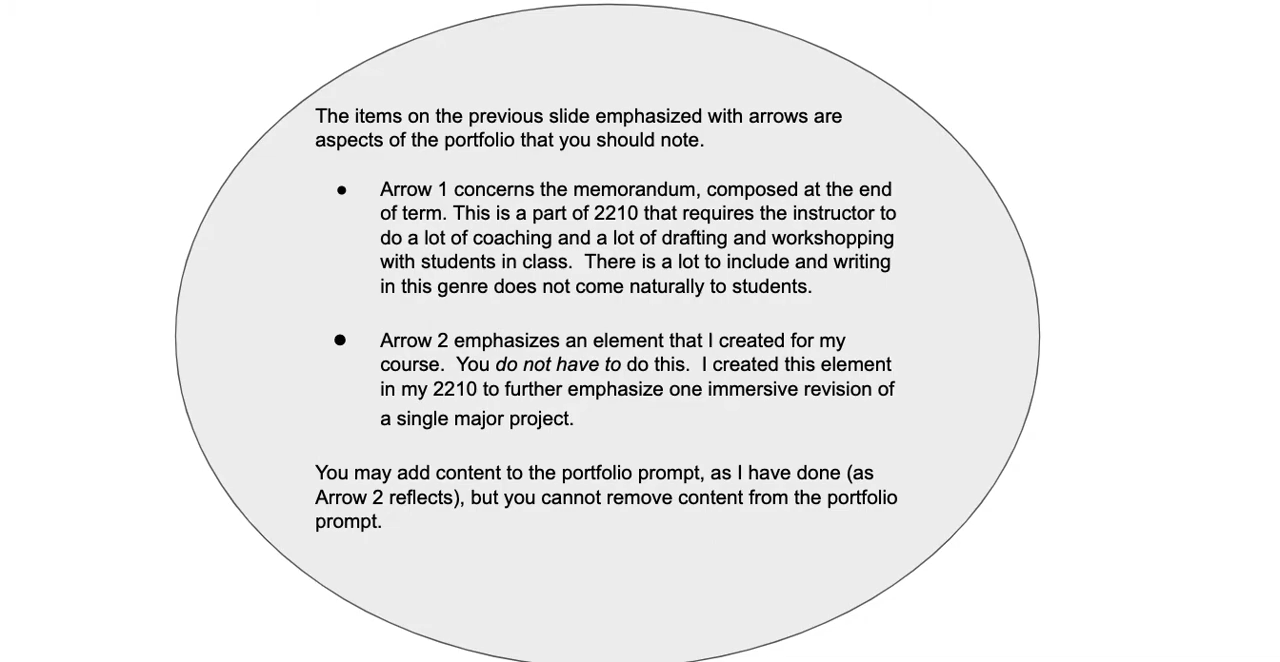 The items on the previous slide emphasized with arrows are
aspects of the portfolio that you should note.
● Arrow 1 concerns the memorandum, composed at the end
of term. This is a part of 2210 that requires the instructor to
do a lot of coaching and a lot of drafting and workshopping
with students in class.  There is a lot to include and writing
in this genre does not come naturally to students.
● Arrow 2 emphasizes an element that I created for my
course.  You do not have to do this.  I created this element
in my 2210 to further emphasize one immersive revision of
a single major project.
You may add content to the portfolio prompt, as I have done (as
Arrow 2 reflects), but you cannot remove content from the portfolio
prompt.